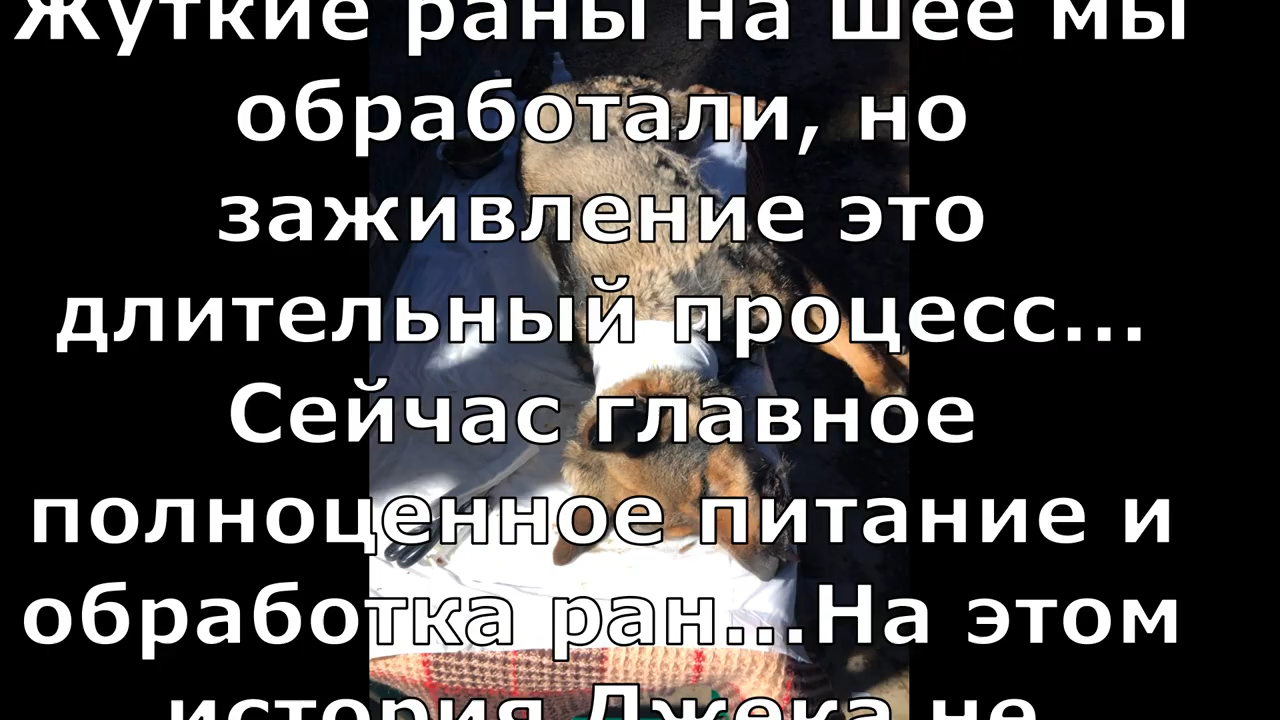 Жуткие раны на шее мы
обработали, но
заживление это
длительный процесс...
Сейчас главное
полноценное питание и
обработка ран...На этом
история Джека не